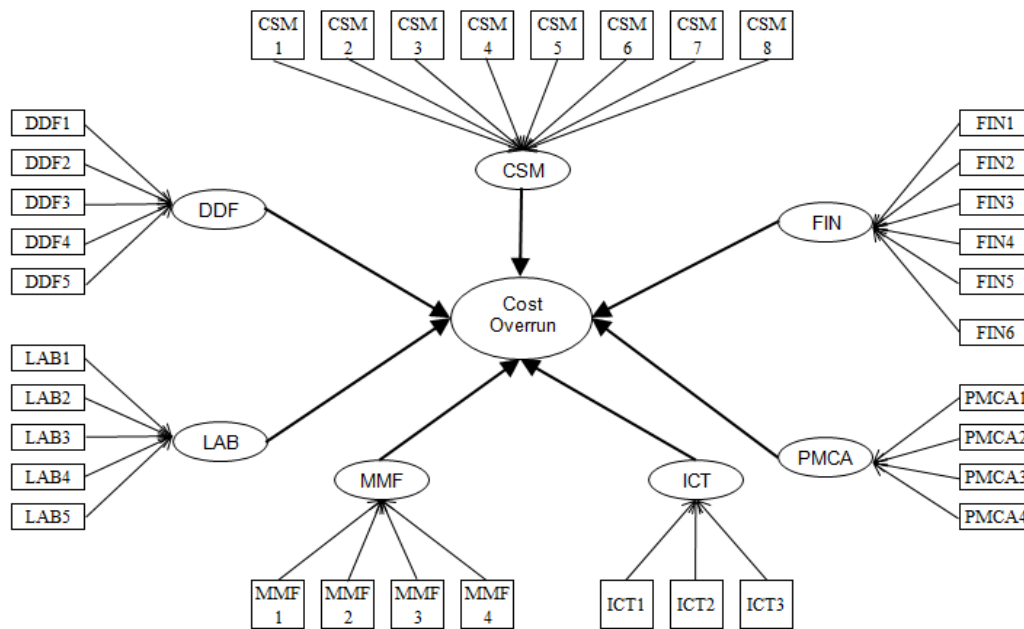 CSM
1
CSM
2
CSM
3
CSM
4
CSM
5
CSM
6
CSM
7
CSM
8
DDF1
DDF2
DDF3
DDF4
DDF5
DDF
CSM
FIN
FIN1
FIN2
FIN3
FIN4
FIN5
FIN6
Cost
Overrun
LAB1
LAB2
LAB3
LAB4
LAB5
LAB
MMF
ICT
PMCA
PMCA1
PMCA2
PMCA3
PMCA4
MMF
1
MMF
2
MMF
3
MMF
4
ICT1
ICT2
ICT3